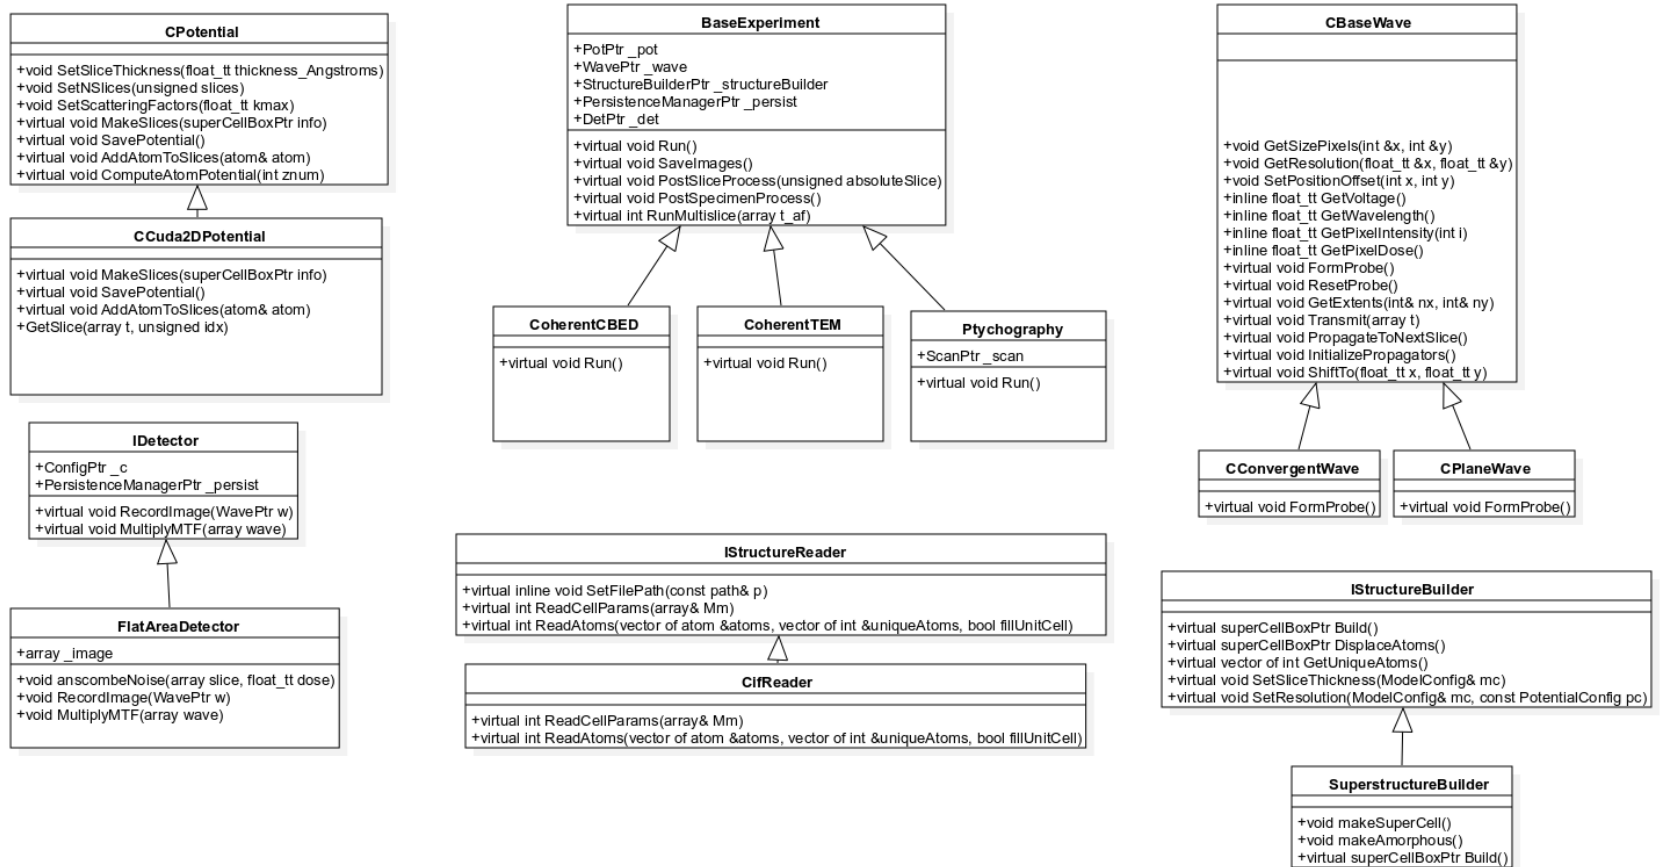 CPotential
+void SetSliceThickness(float_tt thickness_Angstroms)
+void SetNSlices(unsigned slices)
+void SetScatteringFactors(float_tt kmax)
+virtual void MakeSlices(superCellBoxPtr info)
+virtual void SavePotential()
+virtual void AddAtomToSlices(atom& atom)
+virtual void ComputeAtomPotential(int znum)
CCuda2DPotential
+virtual void MakeSlices(superCellBoxPtr info)
+virtual void SavePotential()
+virtual void AddAtomToSlices(atom& atom)
+GetSlice(array t, unsigned idx)
IDetector
+ConfigPtr _c
+PersistenceManagerPtr _persist
+virtual void RecordImage(WavePtr w)
+virtual void MultiplyMTF(array wave)
FlatAreaDetector
+array _image
+void anscombeNoise(array slice, float_tt dose)
+void RecordImage(WavePtr w)
+void MultiplyMTF(array wave)
BaseExperiment
+PotPtr _pot
+WavePtr _wave
+StructureBuilderPtr _structureBuilder
+PersistenceManagerPtr _persist
+DetPtr _det
+virtual void Run()
+virtual void SaveImages()
+virtual void PostSliceProcess(unsigned absoluteSlice)
+virtual void PostSpecimenProcess()
+virtual int RunMultislice(array t_af)
CoherentCBED
+virtual void Run()
CoherentTEM
+virtual void Run()
Ptychography
+ScanPtr _scan
+virtual void Run()
IStructureReader
+virtual inline void SetFilePath(const path& p)
+virtual int ReadCellParams(array& Mm)
+virtual int ReadAtoms(vector of atom &atoms, vector of int &uniqueAtoms, bool fillUnitCell)
CifReader
+virtual int ReadCellParams(array& Mm)
+virtual int ReadAtoms(vector of atom &atoms, vector of int &uniqueAtoms, bool fillUnitCell)
CBaseWave
+void GetSizePixels(int &x, int &y)
+void GetResolution(float_tt &x, float_tt &y)
+void SetPositionOffset(int x, int y)
+inline float_tt GetVoltage()
+inline float_tt GetWavelength()
+inline float_tt GetPixelIntensity(int i)
+inline float_tt GetPixelDose()
+virtual void FormProbe()
+virtual void ResetProbe()
+virtual void GetExtents(int& nx, int& ny)
+virtual void Transmit(array t)
+virtual void PropagateToNextSlice()
+virtual void InitializePropagators()
+virtual void ShiftTo(float_tt x, float_tt y)
CConvergentWave
+virtual void FormProbe()
CPlaneWave
+virtual void FormProbe()
IStructureBuilder
+virtual superCellBoxPtr Build()
+virtual superCellBoxPtr DisplaceAtoms()
+virtual vector of int GetUniqueAtoms()
+virtual void SetSliceThickness(ModelConfig& mc)
+virtual void SetResolution(ModelConfig& mc, const PotentialConfig pc)
SuperstructureBuilder
+void makeSuperCell()
+void makeAmorphous()
+virtual superCellBoxPtr Build()